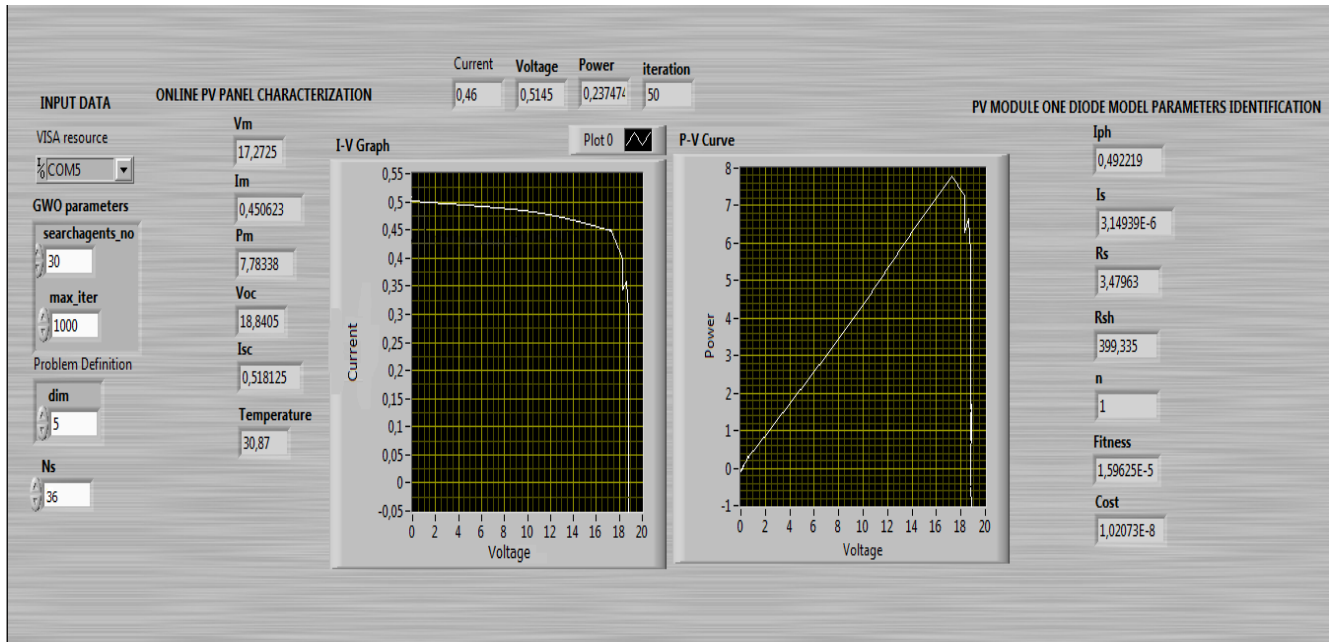 Current
Voltage
Power
iteration
0,46
0,5145
0,237474
50
INPUT DATA
ONLINE PV PANEL CHARACTERIZATION
PV MODULE ONE DIODE MODEL PARAMETERS IDENTIFICATION
VISA resource
COM5
GWO parameters
searchagents_no
30
max_iter
1000
Problem Definition
dim
5
Ns
36
Vm
17,2725
Im
0,450623
Pm
7,78338
Voc
18,8405
Isc
0,518125
Temperature
30,87
I-V Graph
Plot 0
0,55
0,5
0,45
0,4
0,35
0,3
0,25
0,2
0,15
0,1
0,05
0
-0,05
Current
0 2 4 6 8 10 12 14 16 18 20
Voltage
P-V Curve
8
7
6
5
4
3
2
1
0
-1
Power
0 2 4 6 8 10 12 14 16 18 20
Voltage
Iph
0,492219
Is
3,14939E-6
Rs
3,47963
Rsh
399,335
n
1
Fitness
1,59625E-5
Cost
1,02073E-8